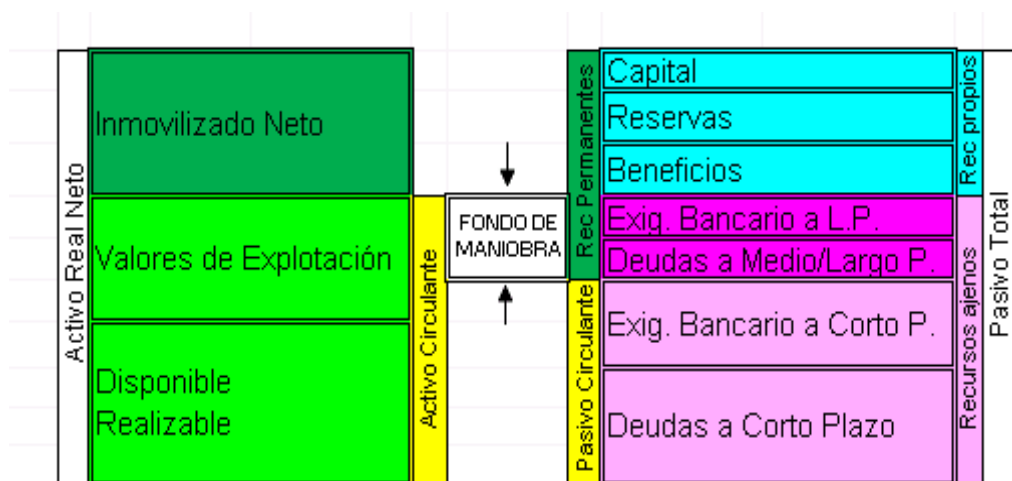 Activo Real Neto
Inmovilizado Neto
Valores de Explotación
Disponible
Realizable
Activo Circulante
FONDO DE
MANIOBRA
Rec Permanentes
Pasivo Circulante
Capital
Reservas
Beneficios
Exig. Bancario a L.P.
Deudas a Medio/Largo P.
Exig. Bancario a Corto P.
Deudas a Corto Plazo
Rec propios
Recursos ajenos
Pasivo Total